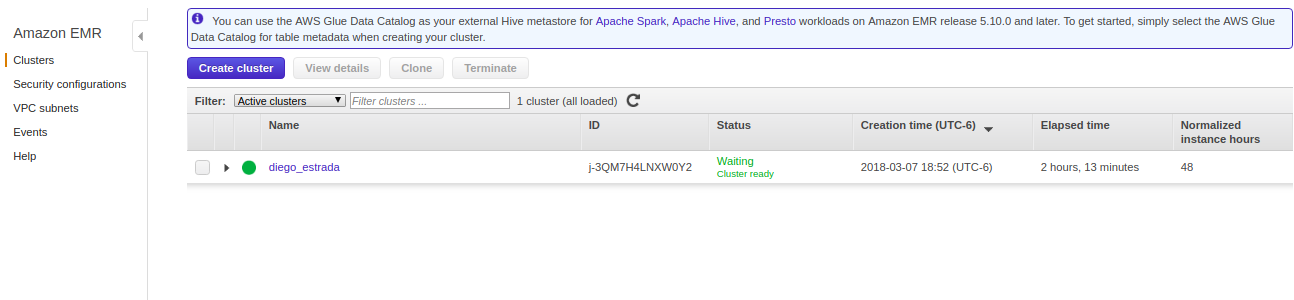 Amazon EMR
Clusters
Security configurations
VPC subnets
Events
Help
You can use the AWS Glue Data Catalog as your external Hive metastore for Apache Spark, Apache Hive, and Presto workloads on Amazon EMR release 5.10.0 and later. To get started, simply select the AWS Glue
Data Catalog for table metadata when creating your cluster.
Create cluster View details Clone Terminate
Filter: Active clusters Filter clusters ... 1 cluster (all loaded)
Name ID Status Creation time (UTC-6) Elapsed time Normalized
instance hours
diego_estrada j-3QM7H4LNXW0Y2 Waiting 2018-03-07 18:52 (UTC-6) 2 hours, 13 minutes 48
Cluster ready